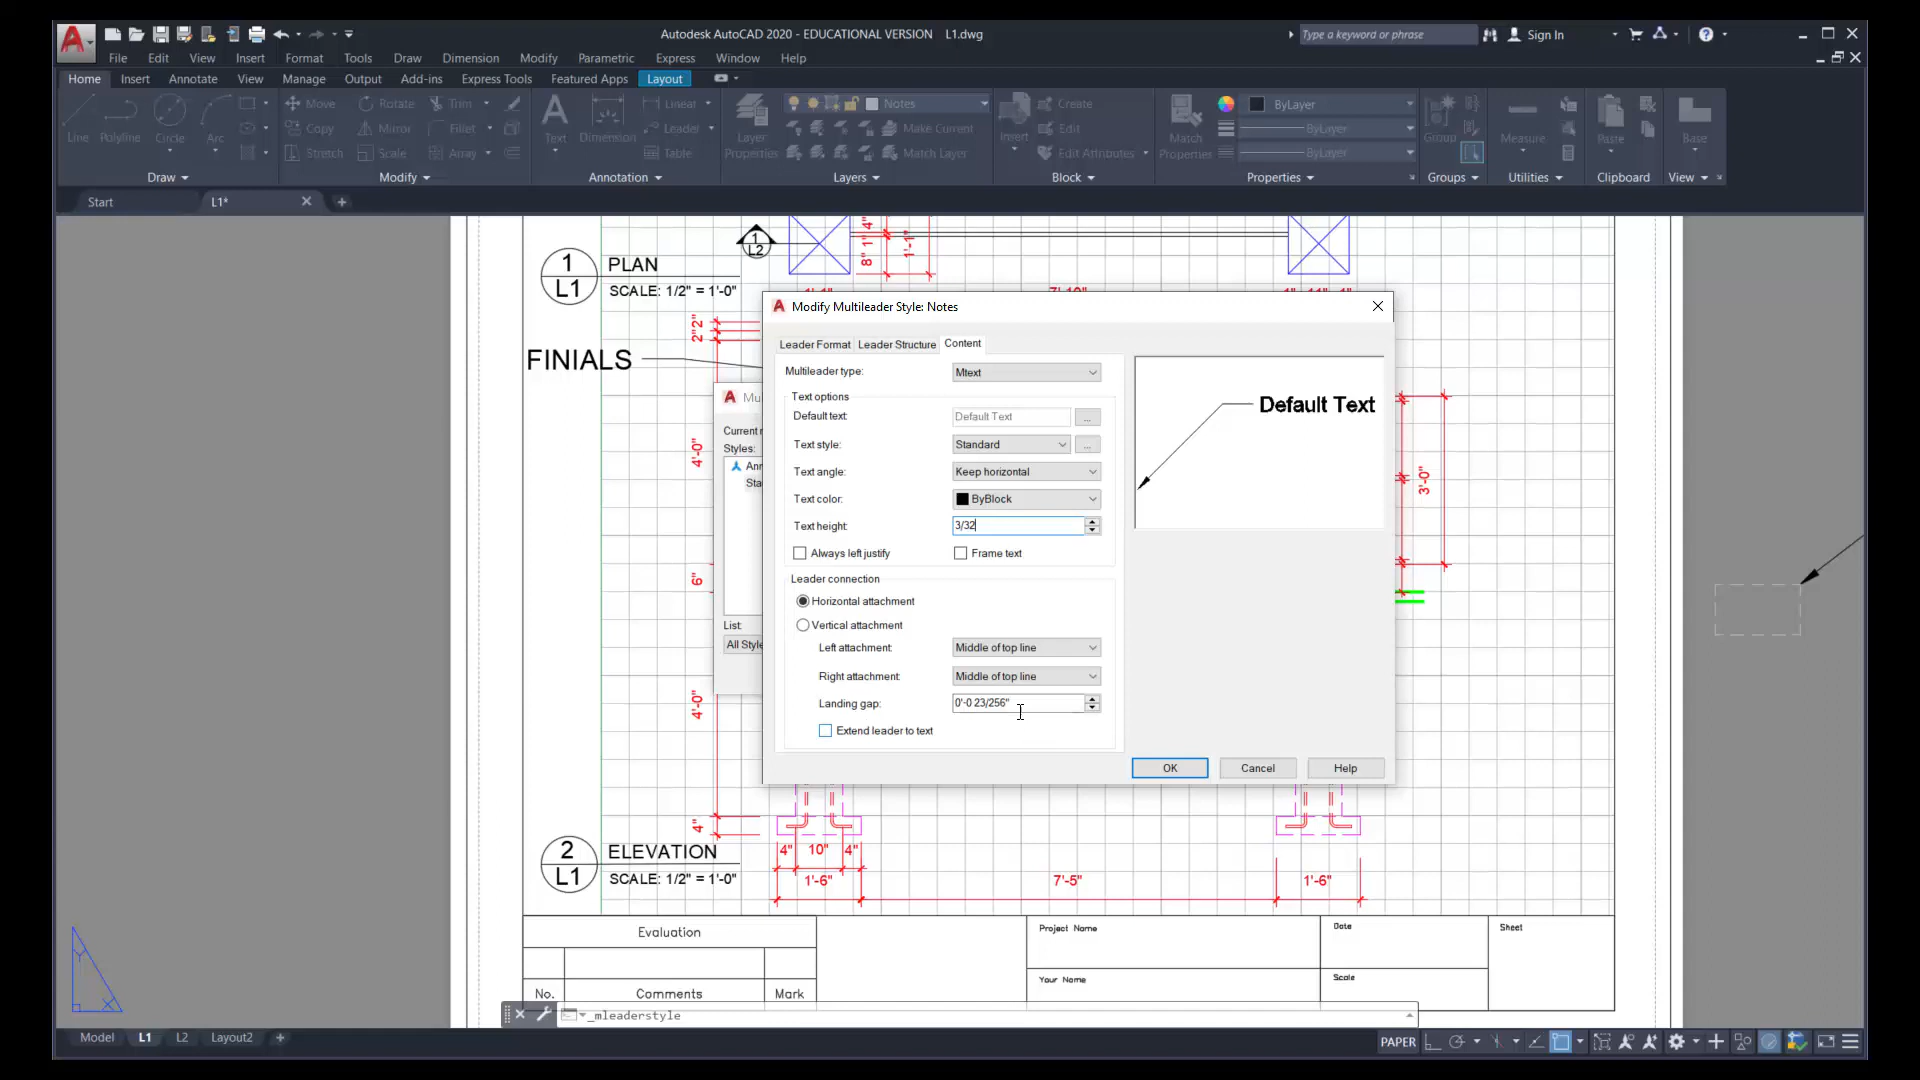 Autodesk AutoCAD 2020 - EDUCATIONAL VERSION L1.dwg
Type a keyword or phrase
Sign In
File Edit View Insert Format Tools Draw Dimension Modify Parametric Express Window Help
Home Insert Annotate View Manage Output Add-ins Express Tools Featured Apps Layout
Line Polyline Circle Arc
Draw
Move Rotate Trim
Copy Mirror Fillet
Stretch Scale Array
Modify
Text Dimension
Linear
Leader
Table
Annotation
Layer Properties
Notes
Make Current
Match Layer
Layers
Insert
Create
Edit
Edit Attributes
Block
Match Properties
ByLayer
ByLayer
ByLayer
Properties
Group
Groups
Measure
Utilities
Paste
Clipboard
Base
View
Start
L1*
1
L1
PLAN
SCALE: 1/2" = 1'-0"
1
L2
8" 1" 4"
1'-1"
2" 2"
FINIALS
4'-0"
6"
4'-0"
4"
3'-0"
Current
Styles:
List:
All Style
Modify Multileader Style: Notes
Leader Format Leader Structure Content
Multileader type: Mtext
Text options
Default text: Default Text ...
Text style: Standard ...
Text angle: Keep horizontal
Text color: ByBlock
Text height: 3/32
Always left justify Frame text
Leader connection
Horizontal attachment
Vertical attachment
Left attachment: Middle of top line
Right attachment: Middle of top line
Landing gap: 0'-0 23/256"
Extend leader to text
Default Text
OK Cancel Help
2
L1
ELEVATION
SCALE: 1/2" = 1'-0"
4" 10" 4"
1'-6" 7'-5" 1'-6"
Evaluation
No. Comments Mark
Project Name
Your Name
Date
Scale
Sheet
_mleaderstyle
Model L1 L2 Layout2
PAPER